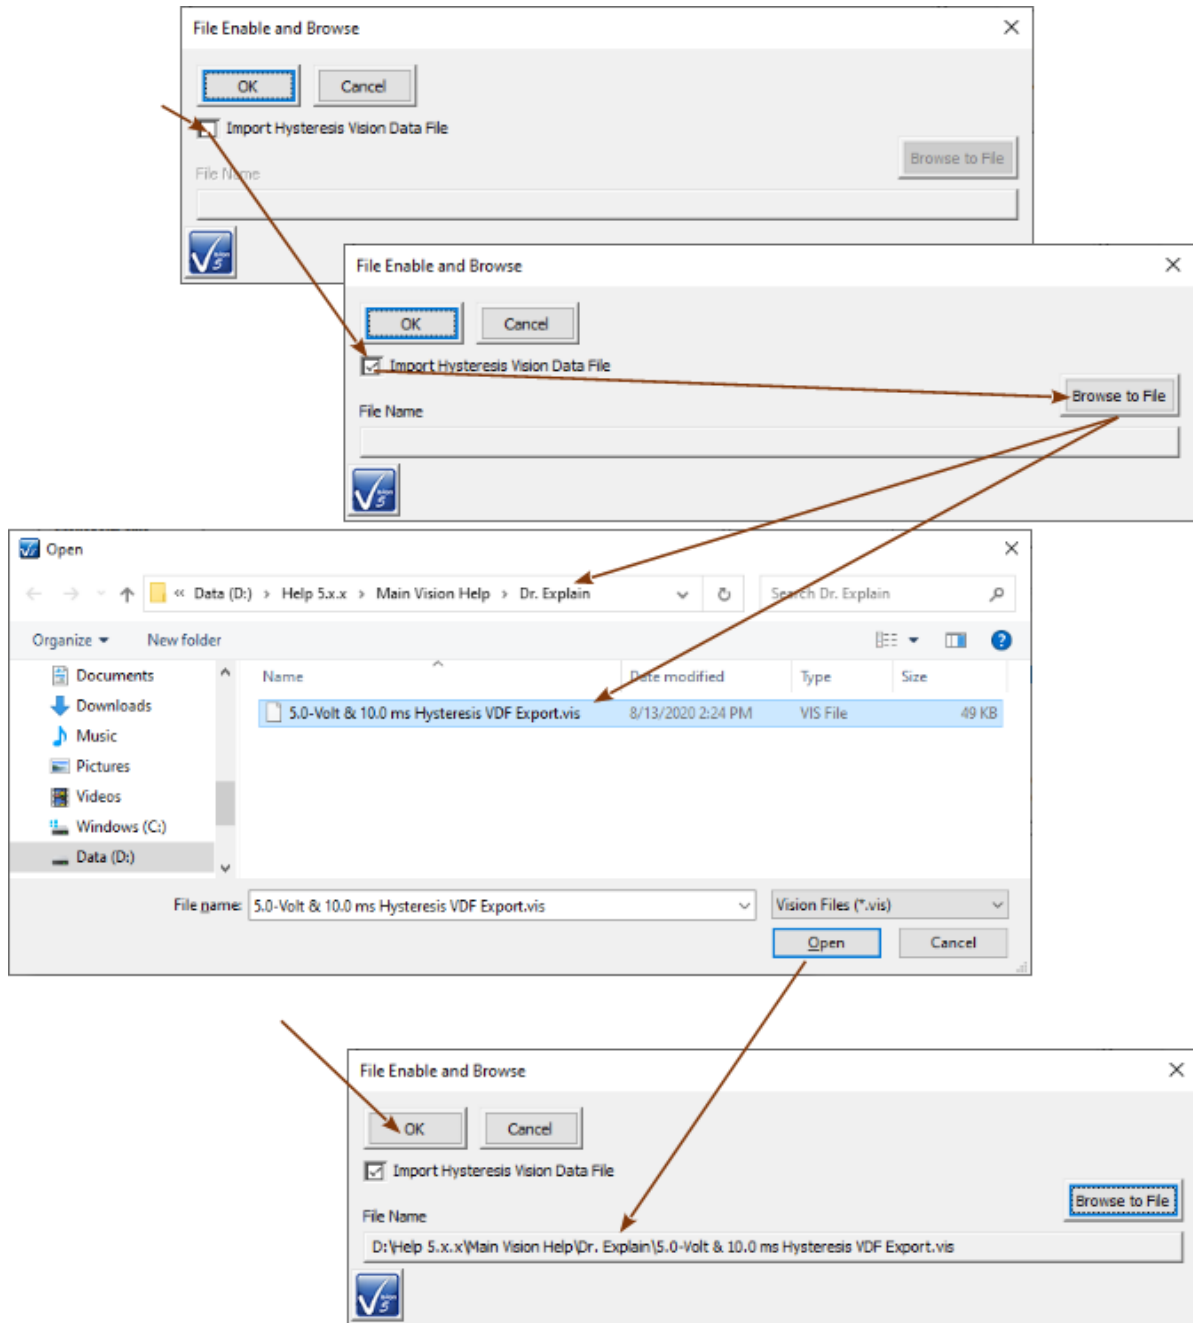 File Enable and Browse
OK Cancel
Import Hysteresis Vision Data File
Browse to File
File Name
File Enable and Browse
OK Cancel
Import Hysteresis Vision Data File
Browse to File
File Name
Open
« Data (D:) › Help 5.x.x › Main Vision Help › Dr. Explain Search Dr. Explain
Organize New folder
Documents Name Date modified Type Size
Downloads 5.0-Volt & 10.0 ms Hysteresis VDF Export.vis 8/13/2020 2:24 PM VIS File 49 KB
Music
Pictures
Videos
Windows (C:)
Data (D:)
File name: 5.0-Volt & 10.0 ms Hysteresis VDF Export.vis Vision Files (*.vis)
Open Cancel
File Enable and Browse
OK Cancel
Import Hysteresis Vision Data File
Browse to File
File Name
D:\Help 5.x.x\Main Vision Help\Dr. Explain\5.0-Volt & 10.0 ms Hysteresis VDF Export.vis